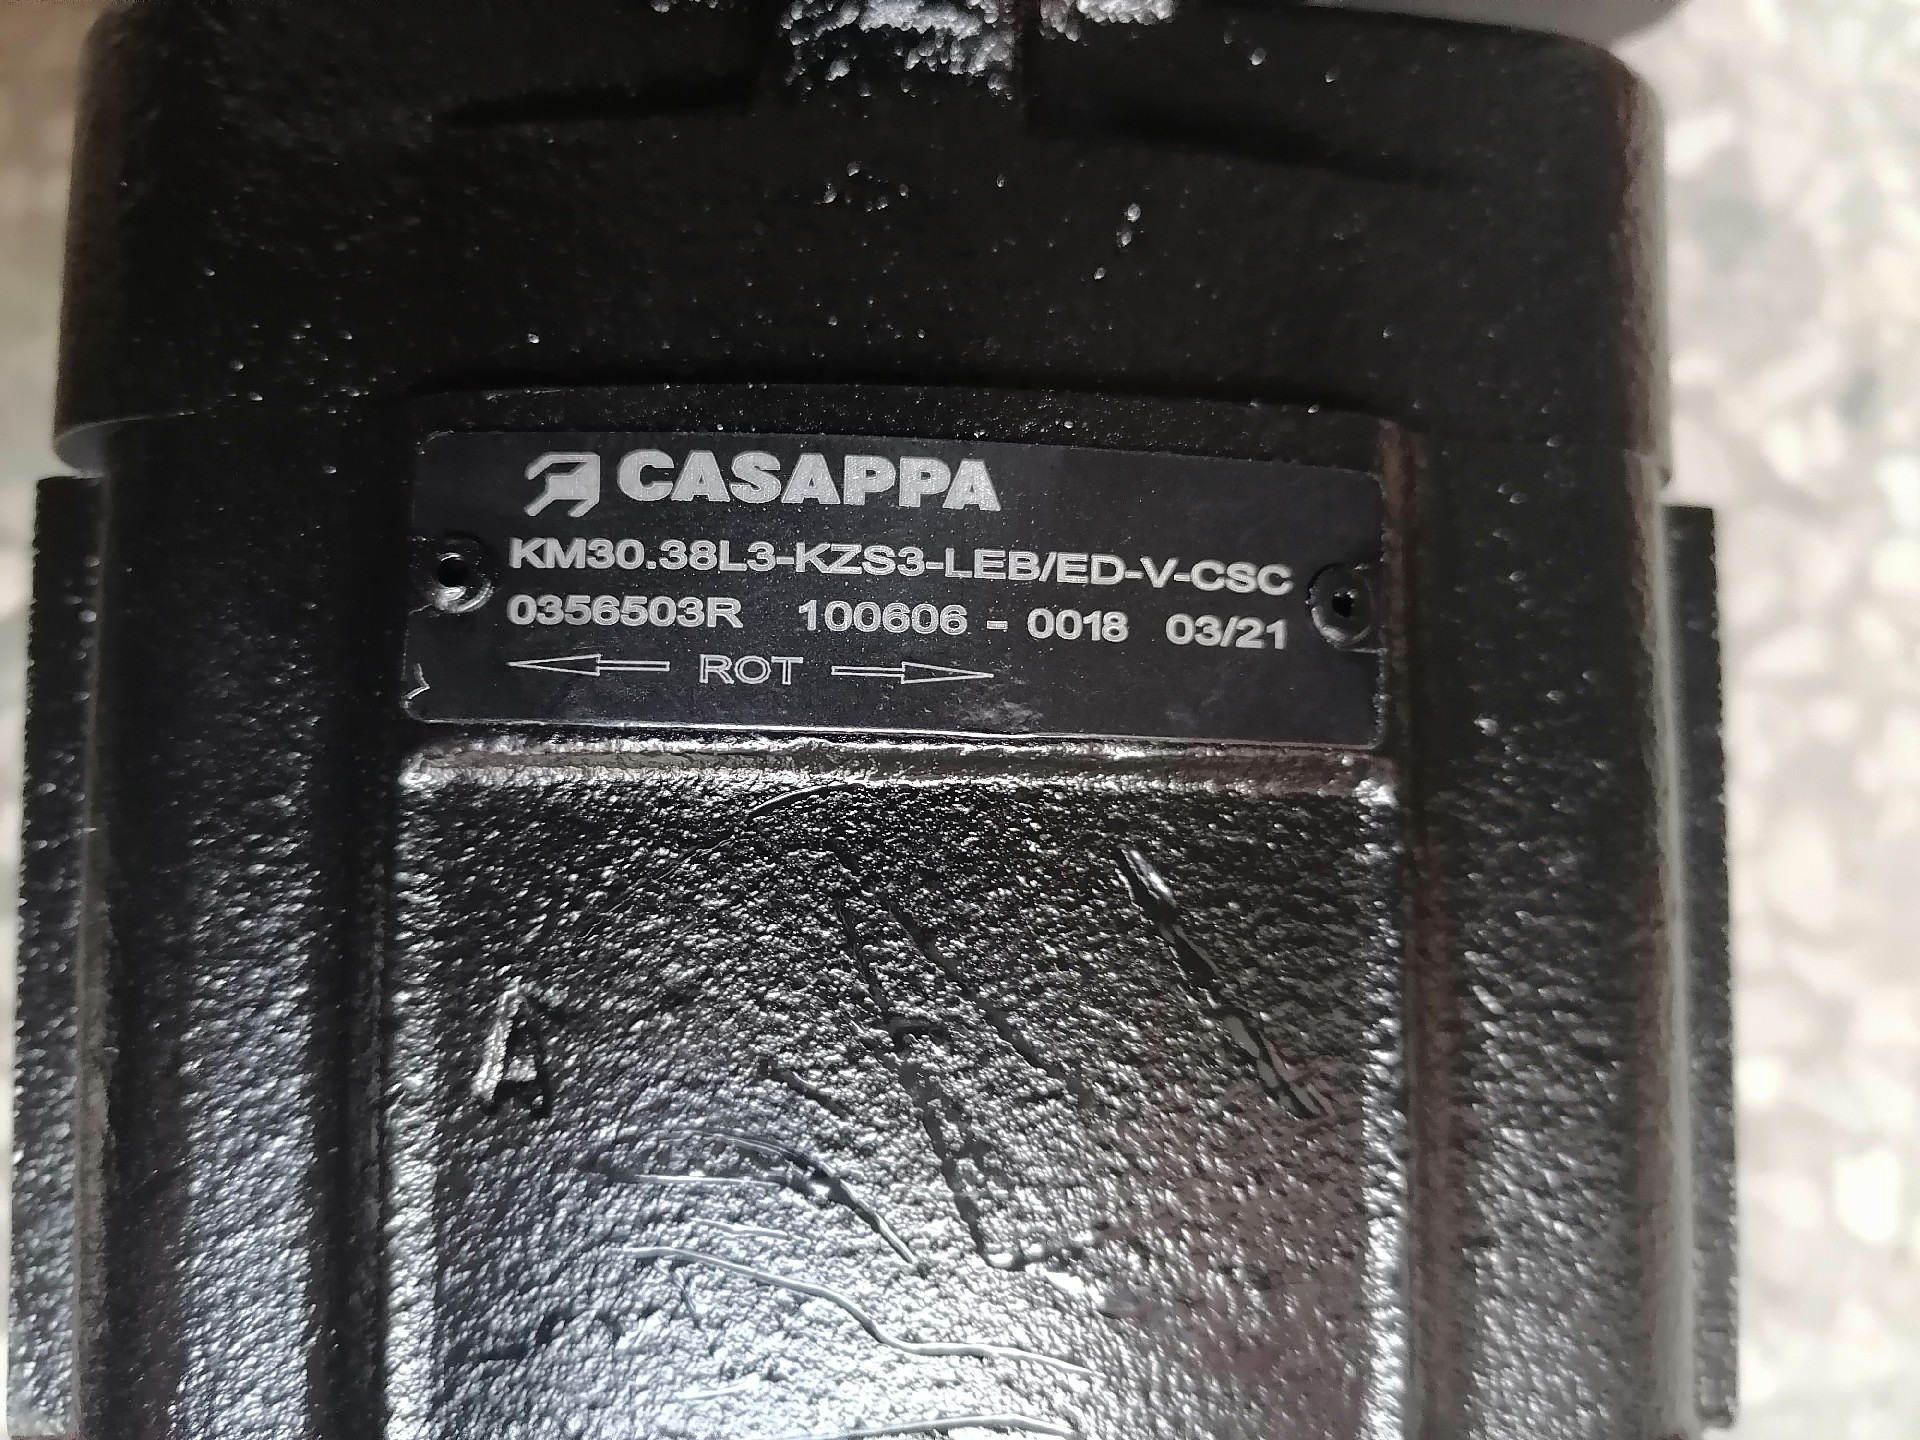 CASAPPA
KM30.38L3-KZS3-LEB/ED-V-CSC
0356503R 100606 - 0018 03/21
ROT
A